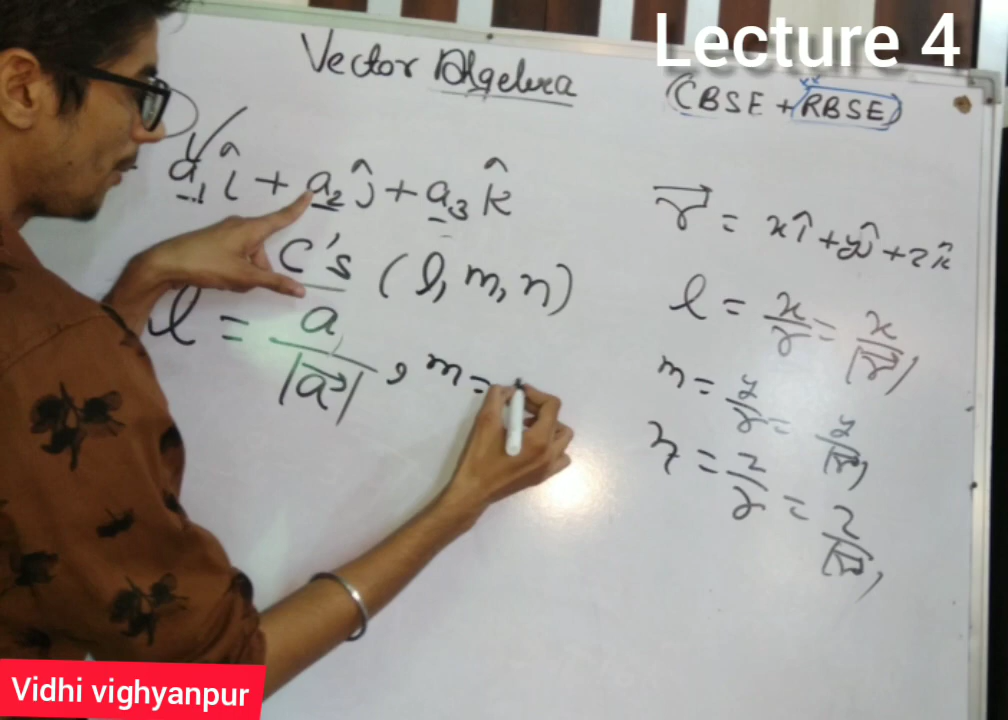 Lecture 4
Vector Algebra
(CBSE + RBSE)
a₁î + a₂ĵ + a₃k̂
C's (l, m, n)
l = a₁/|a⃗|, m =
r⃗ = xî + yĵ + zk̂
l = x/r = x/|r⃗|,
m = y/r = y/|r⃗|,
n = z/r = z/|r⃗|,
Vidhi vighyanpur